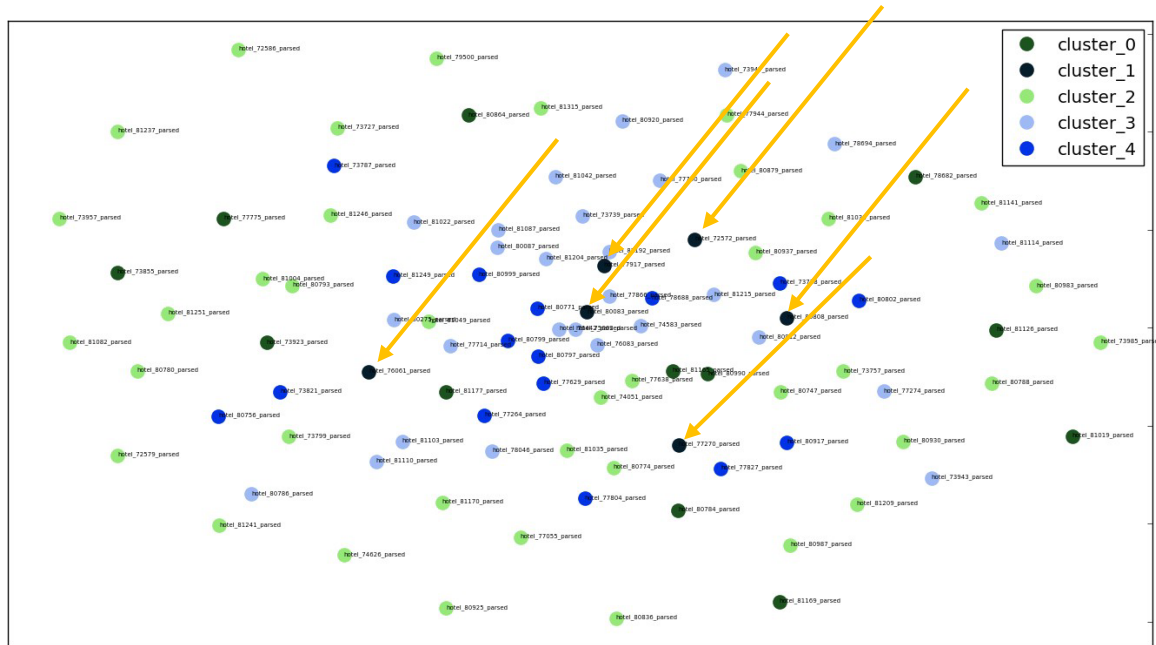 cluster_0
cluster_1
cluster_2
cluster_3
cluster_4
hotel_72586_parsed
hotel_79500_parsed
hotel_81315_parsed
hotel_80864_parsed
hotel_80920_parsed
hotel_77944_parsed
hotel_81237_parsed
hotel_73727_parsed
hotel_78694_parsed
hotel_73787_parsed
hotel_80879_parsed
hotel_81042_parsed
hotel_78682_parsed
hotel_81141_parsed
hotel_73957_parsed
hotel_77775_parsed
hotel_81246_parsed
hotel_81022_parsed
hotel_73739_parsed
hotel_81087_parsed
hotel_72572_parsed
hotel_81114_parsed
hotel_80087_parsed
hotel_80937_parsed
hotel_81204_parsed
hotel_73855_parsed
hotel_81004_parsed
hotel_80793_parsed
hotel_81249_parsed
hotel_80999_parsed
hotel_80983_parsed
hotel_81215_parsed
hotel_78688_parsed
hotel_80802_parsed
hotel_80771_parsed
hotel_80083_parsed
hotel_81251_parsed
hotel_74583_parsed
hotel_81126_parsed
hotel_81082_parsed
hotel_73923_parsed
hotel_77714_parsed
hotel_80799_parsed
hotel_76083_parsed
hotel_80797_parsed
hotel_80780_parsed
hotel_76061_parsed
hotel_80990_parsed
hotel_73757_parsed
hotel_77629_parsed
hotel_77638_parsed
hotel_80788_parsed
hotel_73821_parsed
hotel_81177_parsed
hotel_74051_parsed
hotel_80747_parsed
hotel_77274_parsed
hotel_80756_parsed
hotel_77264_parsed
hotel_73799_parsed
hotel_81103_parsed
hotel_77270_parsed
hotel_80917_parsed
hotel_80930_parsed
hotel_81019_parsed
hotel_72579_parsed
hotel_81110_parsed
hotel_78046_parsed
hotel_81035_parsed
hotel_80774_parsed
hotel_77827_parsed
hotel_73943_parsed
hotel_80786_parsed
hotel_81170_parsed
hotel_77804_parsed
hotel_80784_parsed
hotel_81209_parsed
hotel_81241_parsed
hotel_77055_parsed
hotel_80987_parsed
hotel_74626_parsed
hotel_80925_parsed
hotel_80836_parsed
hotel_81169_parsed